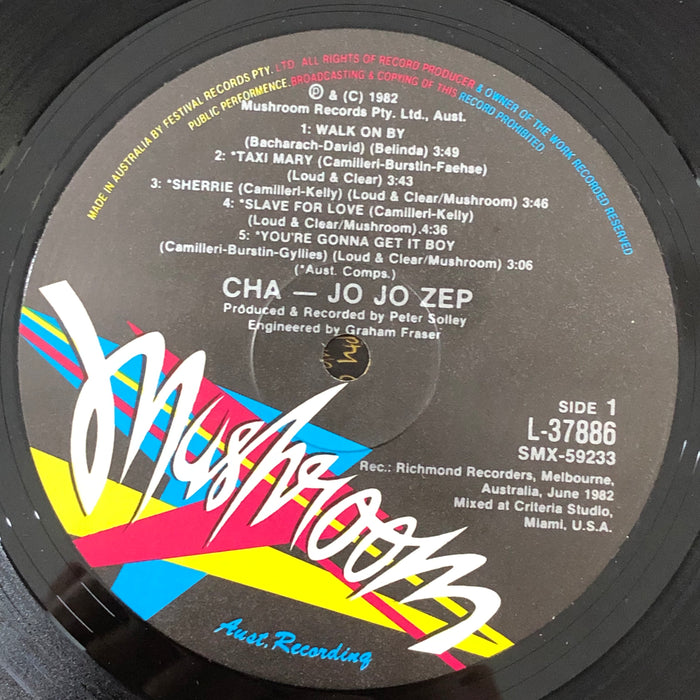 MADE IN AUSTRALIA BY FESTIVAL RECORDS PTY. LTD. ALL RIGHTS OF RECORD PRODUCER & OWNER OF THE WORK RECORDED RESERVED
PUBLIC PERFORMENCE. BROADCASTING & COPYING OF THIS RECORD PROHIBITED
℗ & (C) 1982
Mushroom Records Pty. Ltd., Aust.
1: WALK ON BY
(Bacharach-David) (Belinda) 3:49
2: *TAXI MARY (Camilleri-Burstin-Faehse)
(Loud & Clear) 3:43
3: *SHERRIE (Camilleri-Kelly) (Loud & Clear/Mushroom) 3:46
4: *SLAVE FOR LOVE (Camilleri-Kelly)
(Loud & Clear/Mushroom).4:36
5: *YOU'RE GONNA GET IT BOY
(Camilleri-Burstin-Gyllies) (Loud & Clear/Mushroom) 3:06
(*Aust. Comps.)
CHA — JO JO ZEP
Produced & Recorded by Peter Solley
Engineered by Graham Fraser
SIDE 1
L-37886
SMX-59233
Rec.: Richmond Recorders, Melbourne,
Australia, June 1982
Mixed at Criteria Studio,
Miami, U.S.A.
Mushroom
Aust. Recording